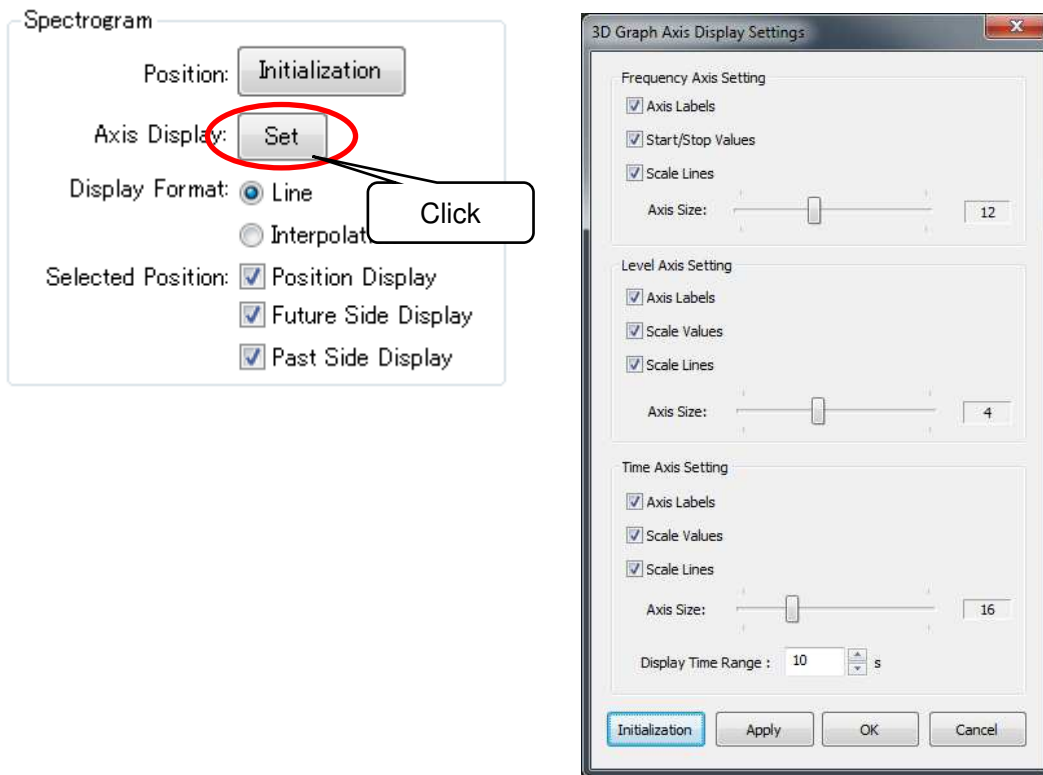 Spectrogram
Position: Initialization
Axis Display: Set
Click
Display Format: Line
Interpolat
Selected Position: Position Display
Future Side Display
Past Side Display
3D Graph Axis Display Settings
Frequency Axis Setting
Axis Labels
Start/Stop Values
Scale Lines
Axis Size: 12
Level Axis Setting
Axis Labels
Scale Values
Scale Lines
Axis Size: 4
Time Axis Setting
Axis Labels
Scale Values
Scale Lines
Axis Size: 16
Display Time Range : 10 s
Initialization Apply OK Cancel